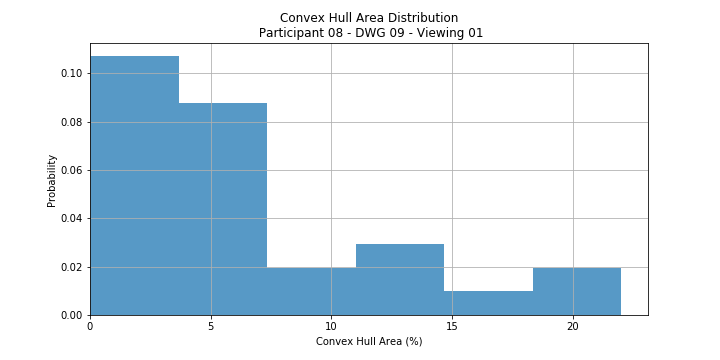 Convex Hull Area Distribution
Participant 08 - DWG 09 - Viewing 01
0.10
0.08
0.06
0.04
0.02
0.00
Probability
0 5 10 15 20
Convex Hull Area (%)